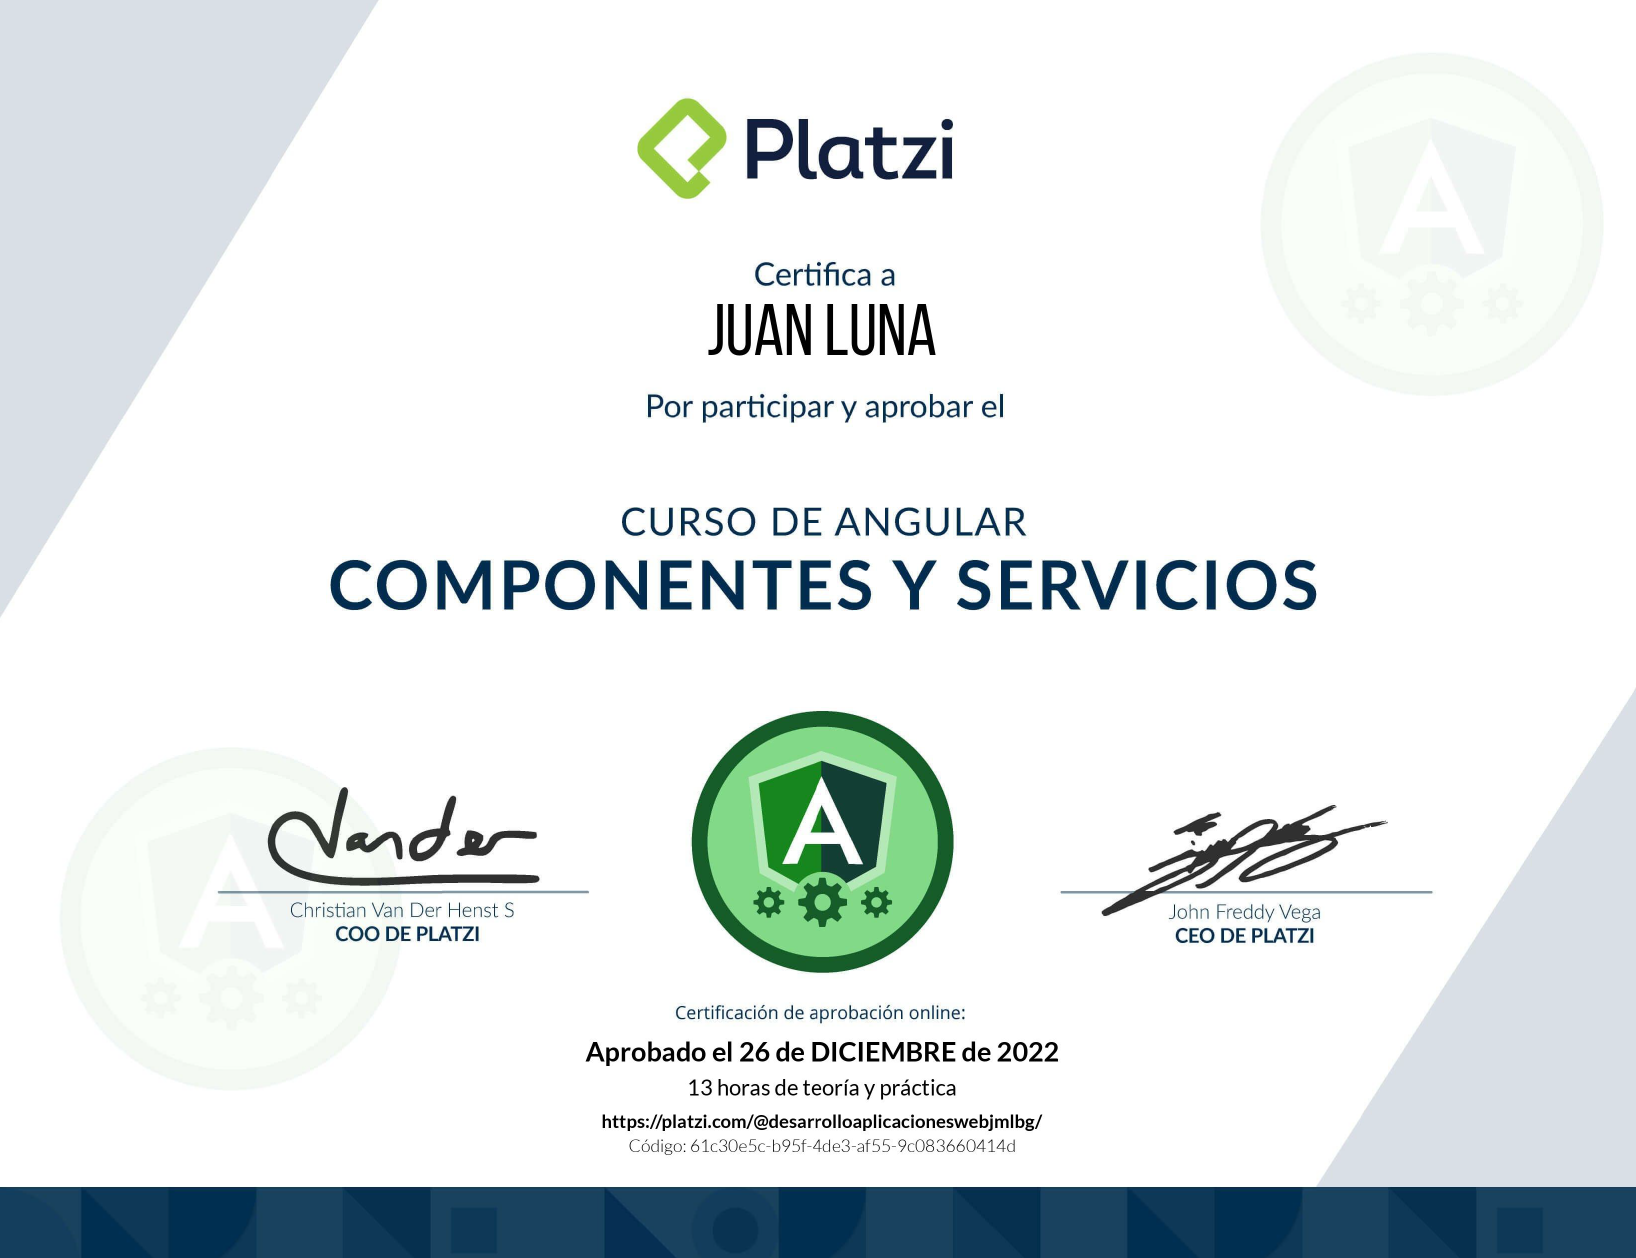 Platzi
Certifica a
JUAN LUNA
Por participar y aprobar el
CURSO DE ANGULAR
COMPONENTES Y SERVICIOS
Vander
Christian Van Der Henst S
COO DE PLATZI
John Freddy Vega
CEO DE PLATZI
Certificación de aprobación online:
Aprobado el 26 de DICIEMBRE de 2022
13 horas de teoría y práctica
https://platzi.com/@desarrolloaplicacioneswebjmlbg/
Código: 61c30e5c-b95f-4de3-af55-9c083660414d